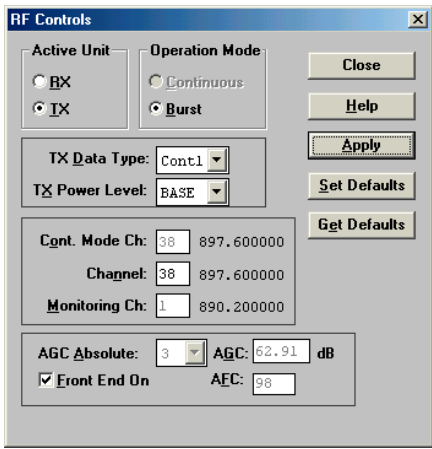 RF Controls
Active Unit
RX
TX
Operation Mode
Continuous
Burst
Close
Help
Apply
Set Defaults
Get Defaults
TX Data Type: Cont1
TX Power Level: BASE
Cont. Mode Ch: 38 897.600000
Channel: 38 897.600000
Monitoring Ch: 1 890.200000
AGC Absolute: 3 AGC: 62.91 dB
Front End On AFC: 98